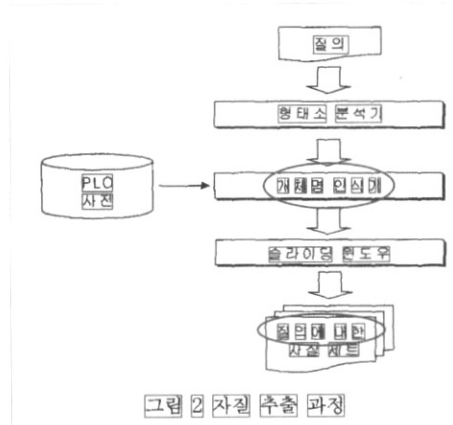 질의
형태소 분석기
PLO
사전
개체명 인식기
슬라이딩 윈도우
질의에 대한
자질 세트
그림 2 자질 추출 과정